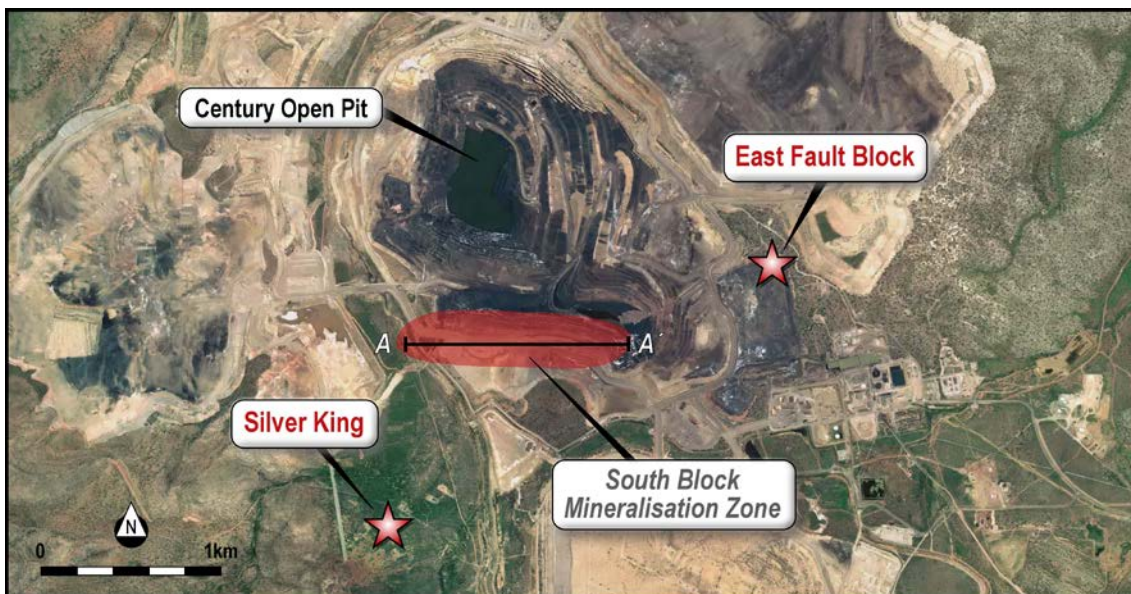 Century Open Pit
East Fault Block
A A´
Silver King
South Block
Mineralisation Zone
N
0 1km